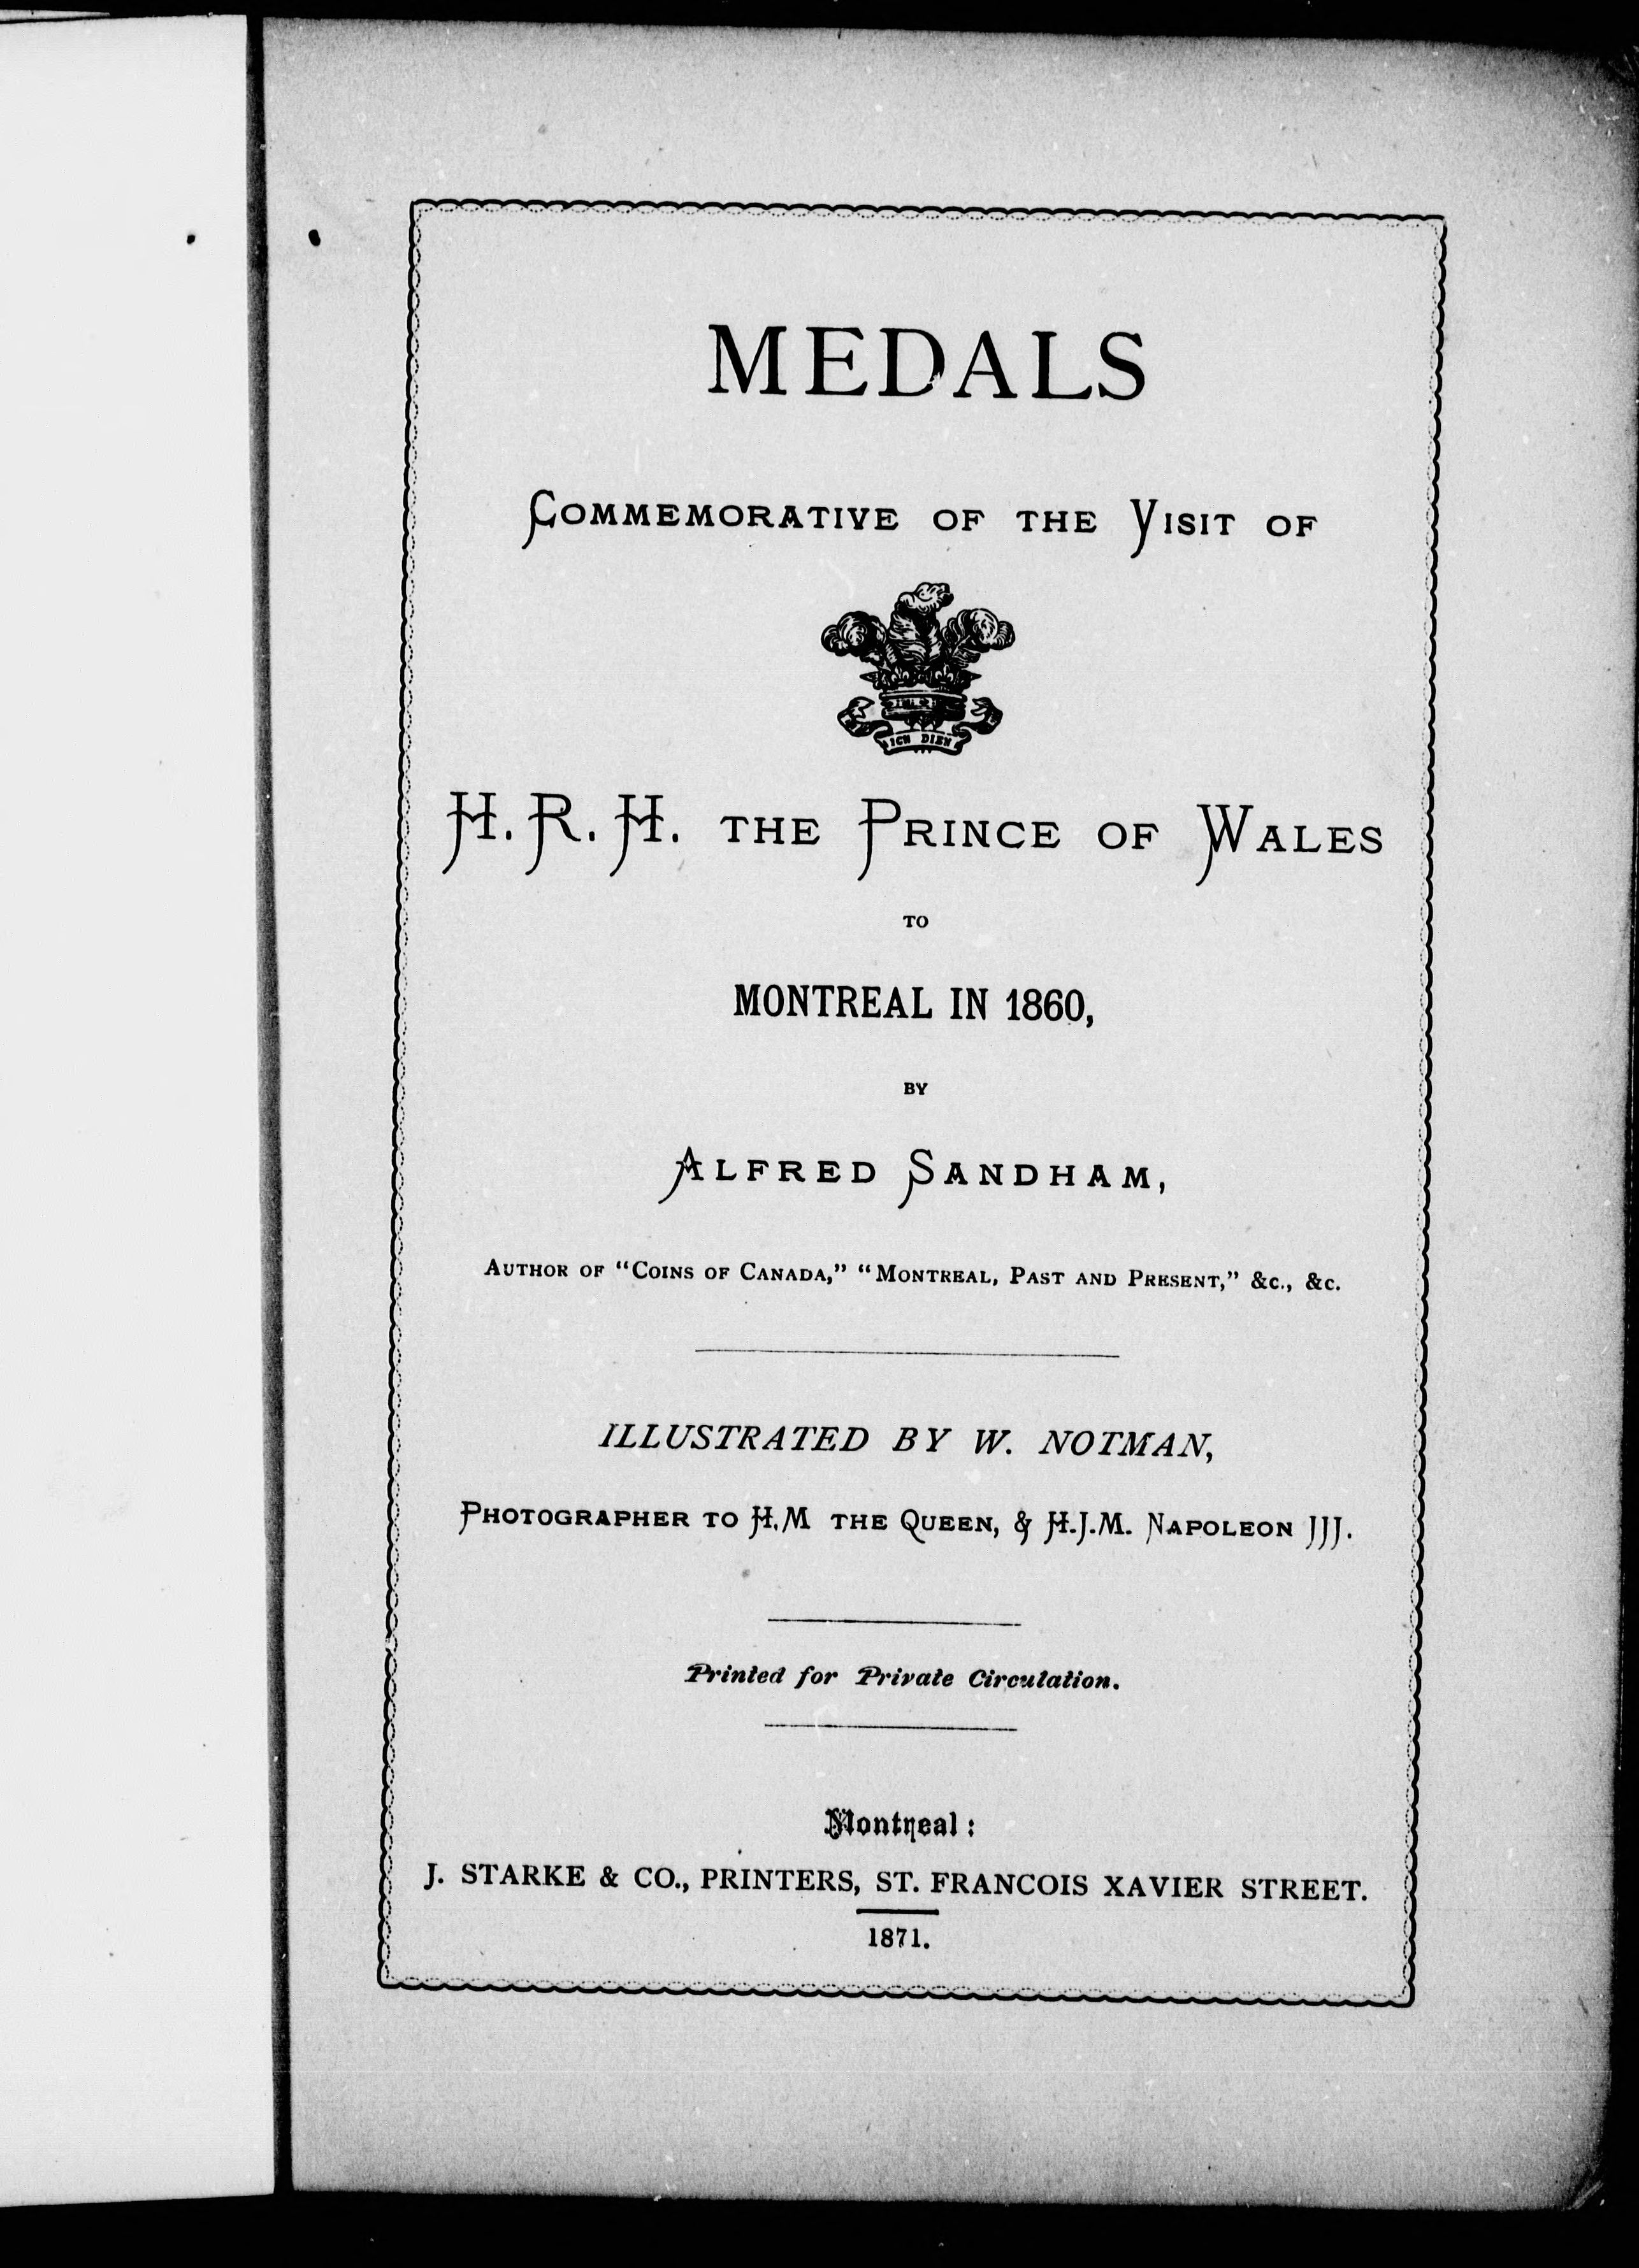 MEDALS
COMMEMORATIVE OF THE VISIT OF
ICH DIEN
H.R.H. THE PRINCE OF WALES
TO
MONTREAL IN 1860,
BY
ALFRED SANDHAM,
AUTHOR OF "COINS OF CANADA," "MONTREAL, PAST AND PRESENT," &C., &C.
ILLUSTRATED BY W. NOTMAN,
PHOTOGRAPHER TO H.M THE QUEEN, & H.I.M. NAPOLEON III.
Printed for Private Circulation.
Montreal:
J. STARKE & CO., PRINTERS, ST. FRANCOIS XAVIER STREET.
1871.